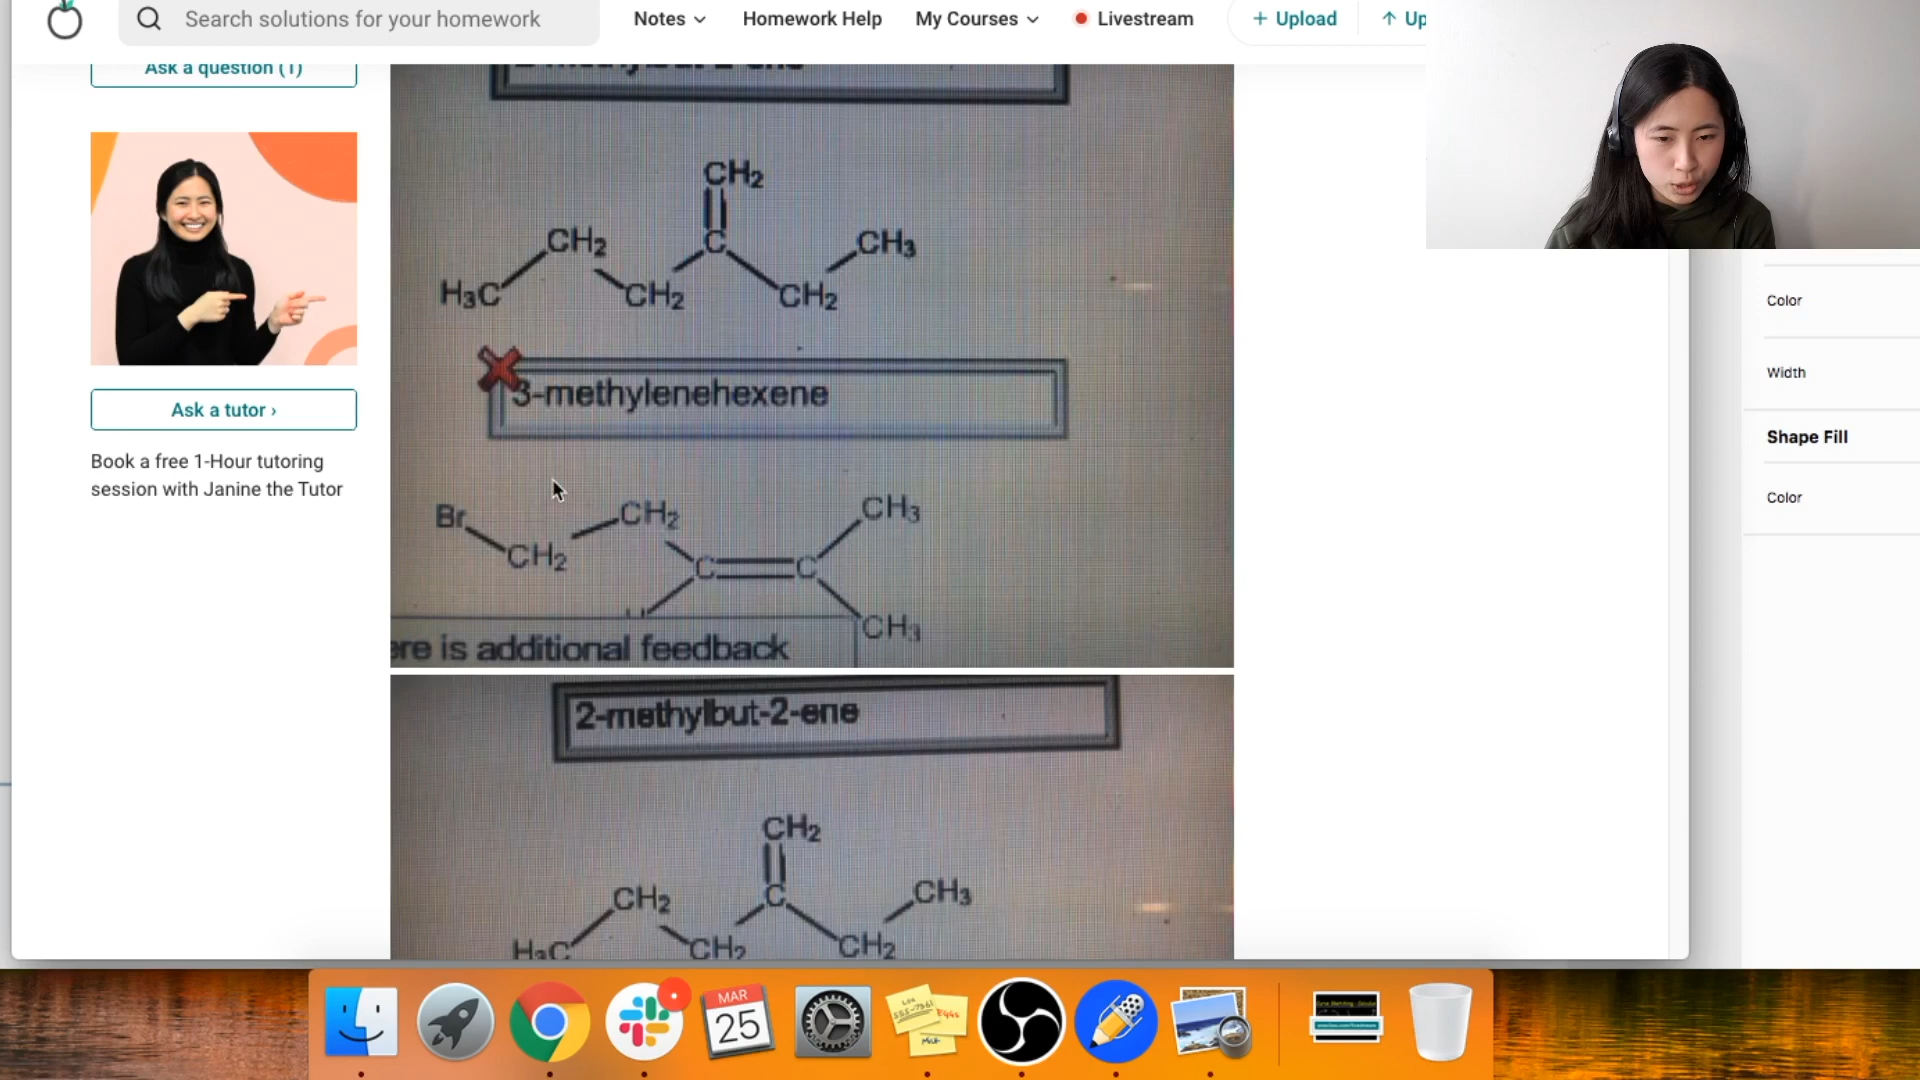 Search solutions for your homework
Notes
Homework Help
My Courses
Livestream
+ Upload
Ask a question (1)
Ask a tutor ›
Book a free 1-Hour tutoring
session with Janine the Tutor
CH2
CH2
C
CH3
H3C
CH2
CH2
3-methylenehexene
Br
CH2
CH3
CH2
C
C
CH3
ere is additional feedback
2-methylbut-2-ene
CH2
CH2
C
CH3
H3C
CH2
CH2
Color
Width
Shape Fill
Color
MAR
25